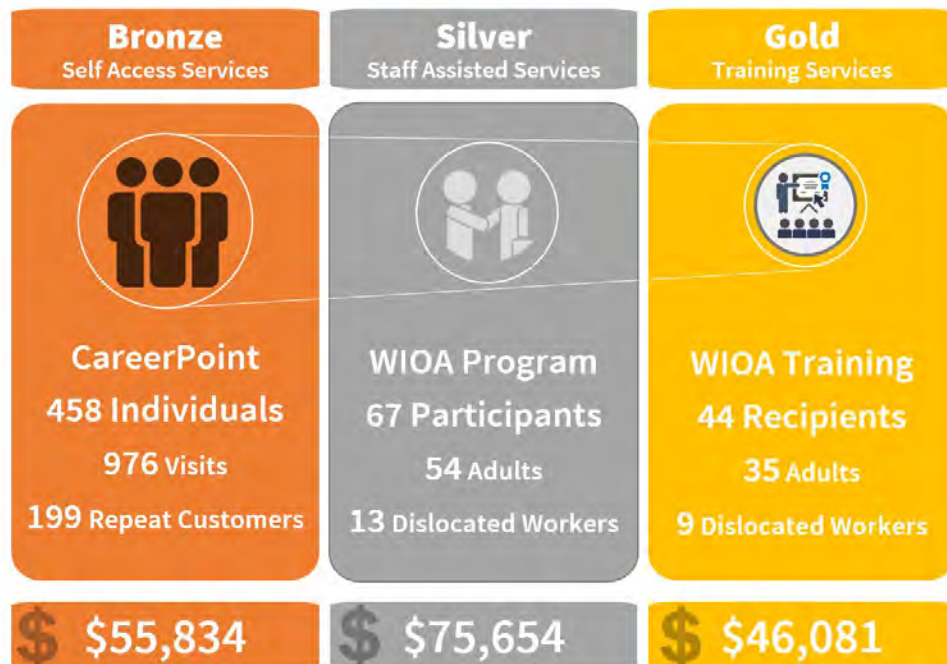 Bronze
Self Access Services
CareerPoint
458 Individuals
976 Visits
199 Repeat Customers
$ $55,834
Silver
Staff Assisted Services
WIOA Program
67 Participants
54 Adults
13 Dislocated Workers
$ $75,654
Gold
Training Services
WIOA Training
44 Recipients
35 Adults
9 Dislocated Workers
$ $46,081